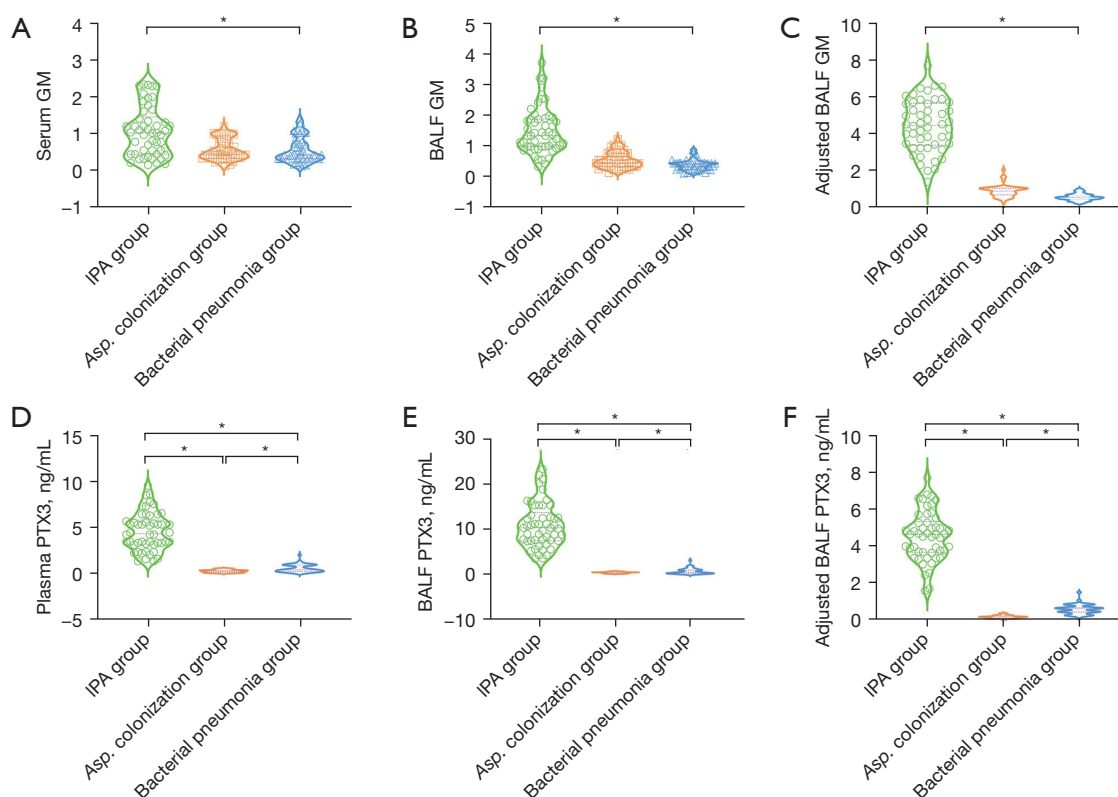 A
Serum GM
4
3
2
1
0
−1
*
IPA group
Asp. colonization group
Bacterial pneumonia group
B
BALF GM
5
4
3
2
1
0
−1
*
IPA group
Asp. colonization group
Bacterial pneumonia group
C
Adjusted BALF GM
10
8
6
4
2
0
*
IPA group
Asp. colonization group
Bacterial pneumonia group
D
Plasma PTX3, ng/mL
15
10
5
0
−5
*
*
*
IPA group
Asp. colonization group
Bacterial pneumonia group
E
BALF PTX3, ng/mL
30
20
10
0
−10
*
*
*
IPA group
Asp. colonization group
Bacterial pneumonia group
F
Adjusted BALF PTX3, ng/mL
10
8
6
4
2
0
*
*
*
IPA group
Asp. colonization group
Bacterial pneumonia group